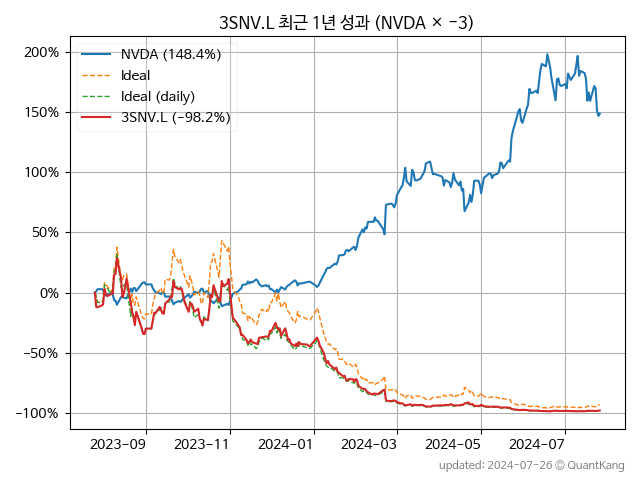 3SNV.L 최근 1년 성과 (NVDA × −3)
NVDA (148.4%)
Ideal
Ideal (daily)
3SNV.L (−98.2%)
200%
150%
100%
50%
0%
−50%
−100%
2023-09 2023-11 2024-01 2024-03 2024-05 2024-07
updated: 2024-07-26 © QuantKang